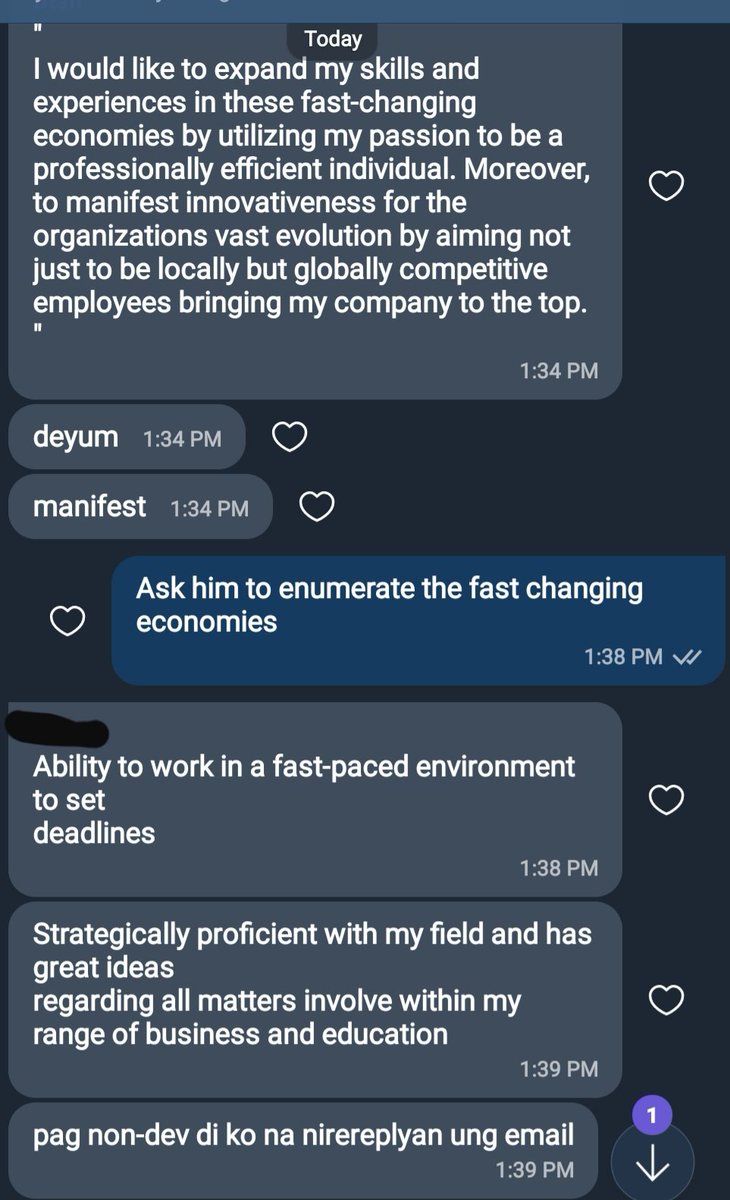 "
Today
I would like to expand my skills and
experiences in these fast-changing
economies by utilizing my passion to be a
professionally efficient individual. Moreover,
to manifest innovativeness for the
organizations vast evolution by aiming not
just to be locally but globally competitive
employees bringing my company to the top.
"
1:34 PM
deyum 1:34 PM
manifest 1:34 PM
Ask him to enumerate the fast changing
economies
1:38 PM
Ability to work in a fast-paced environment
to set
deadlines
1:38 PM
Strategically proficient with my field and has
great ideas
regarding all matters involve within my
range of business and education
1:39 PM
pag non-dev di ko na nirereplyan ung email
1:39 PM
1